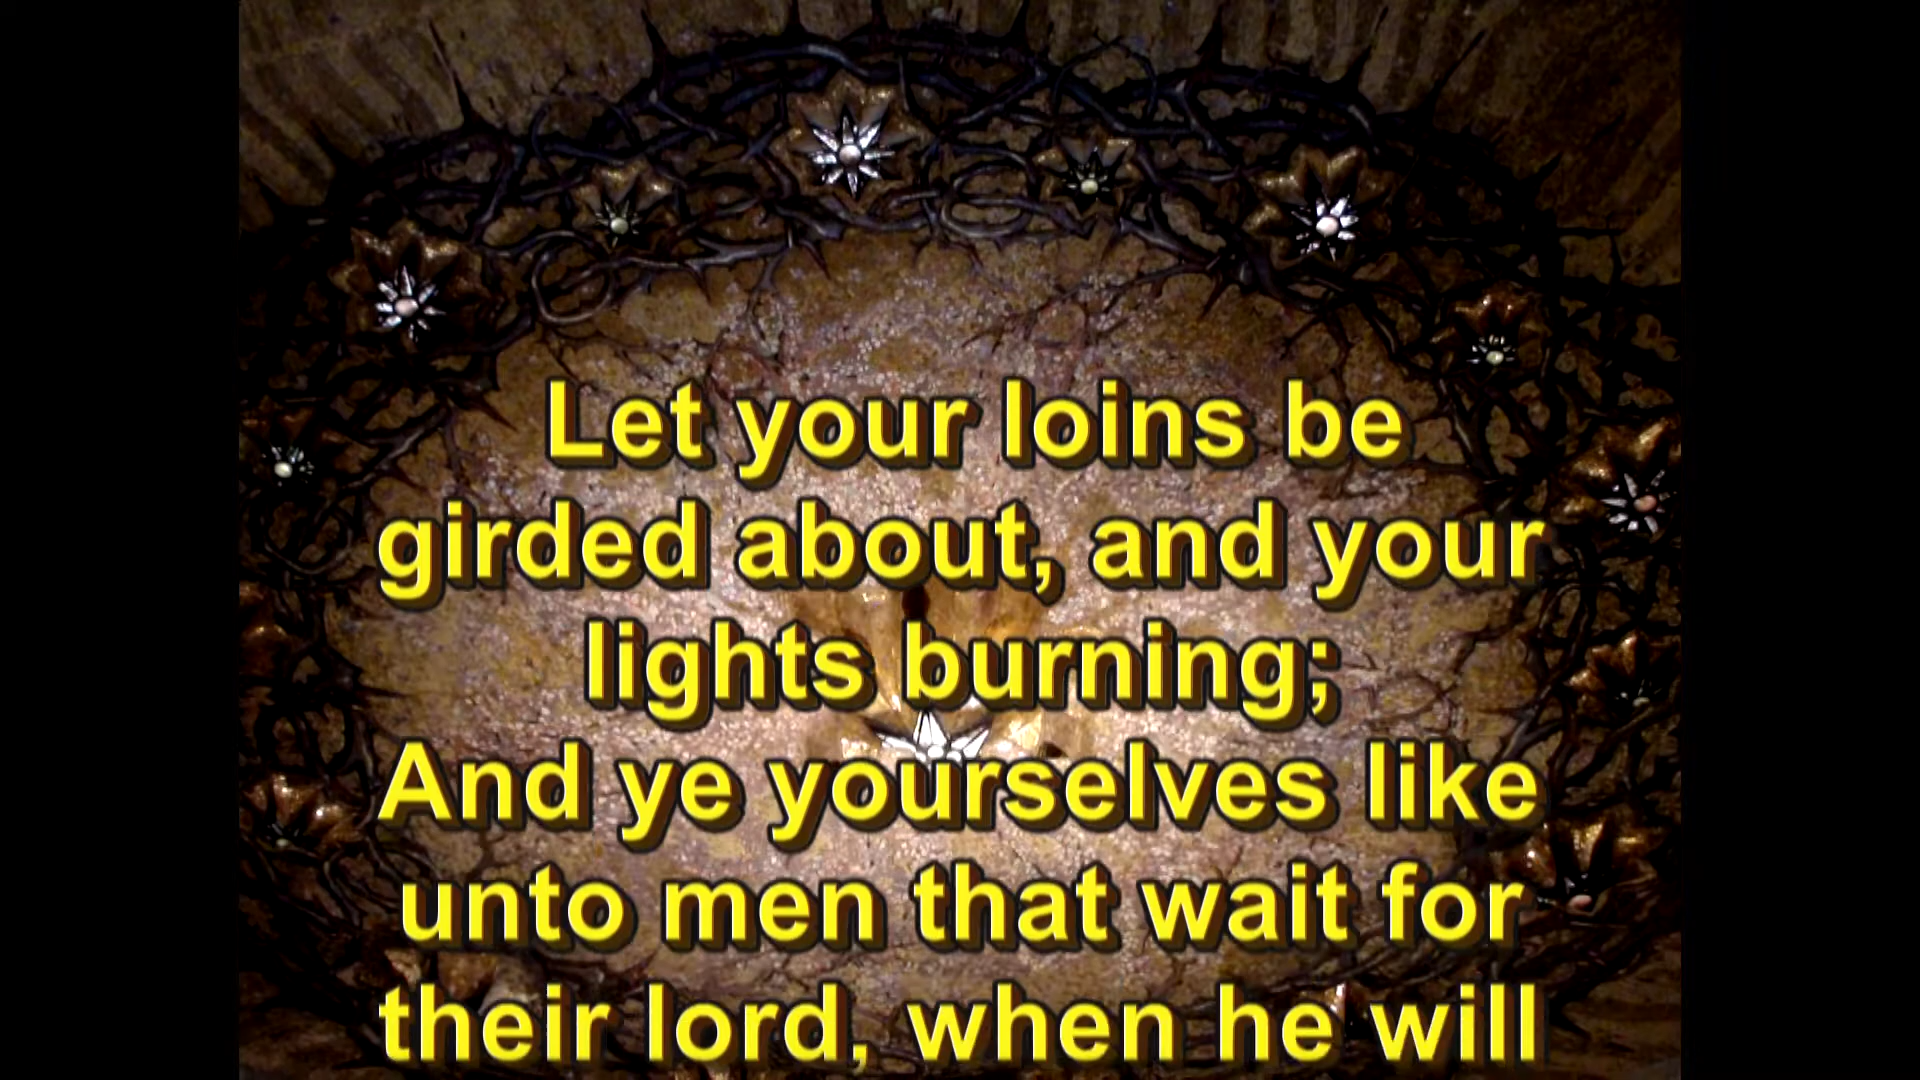 Let your loins be
girded about, and your
lights burning;
And ye yourselves like
unto men that wait for
their lord, when he will